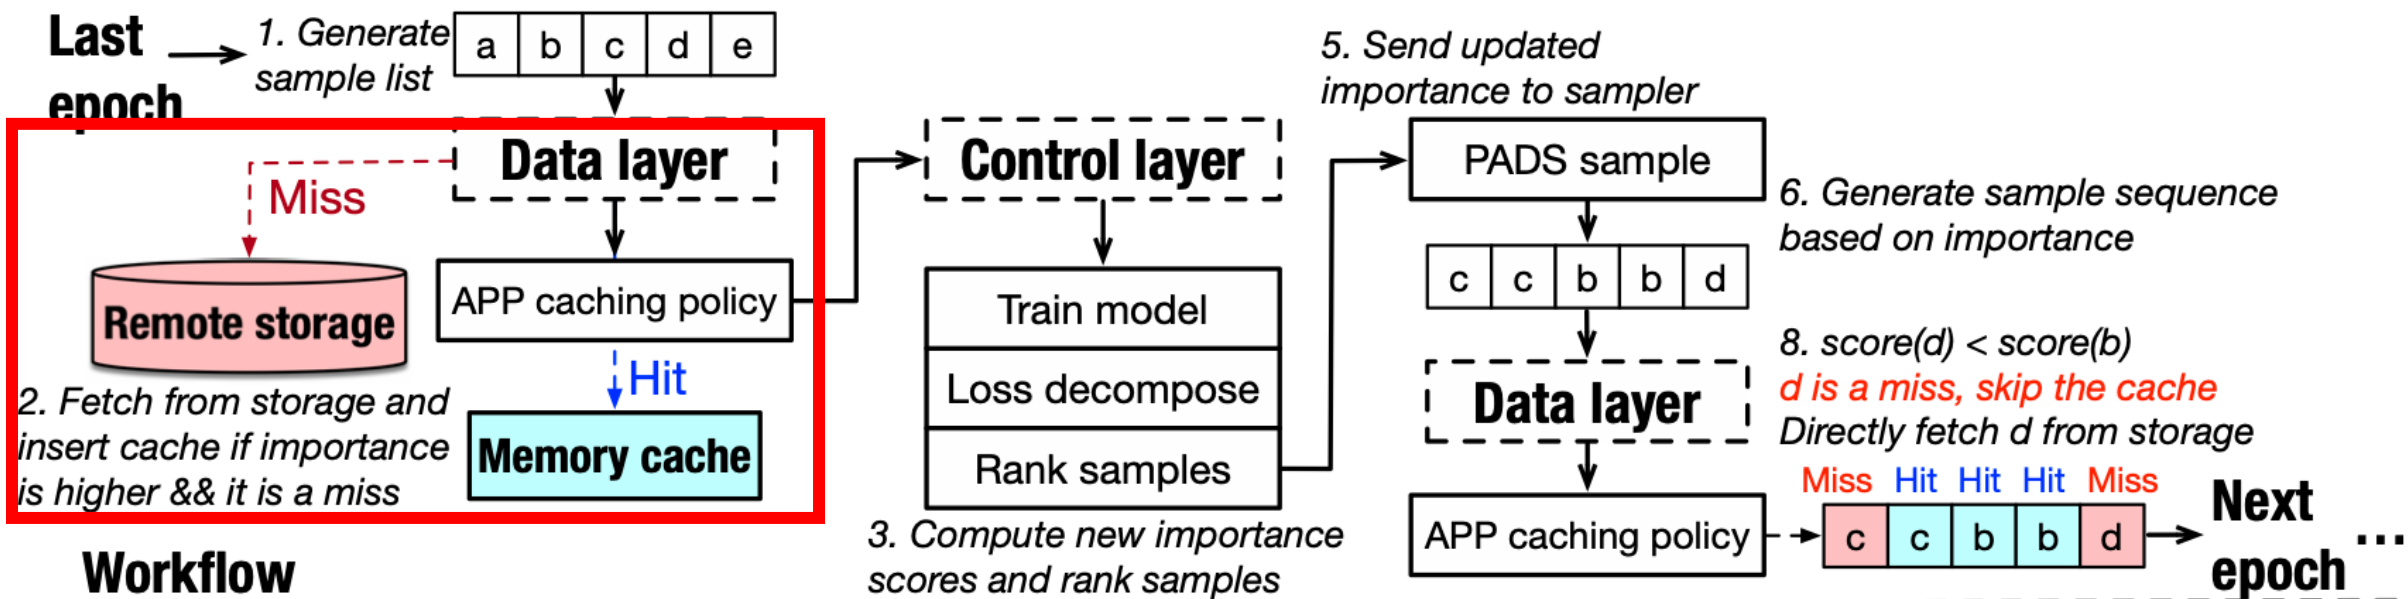 Last
epoch
1. Generate
sample list
a b c d e
Data layer
Miss
Remote storage
APP caching policy
Hit
Memory cache
2. Fetch from storage and
insert cache if importance
is higher && it is a miss
Workflow
Control layer
Train model
Loss decompose
Rank samples
3. Compute new importance
scores and rank samples
5. Send updated
importance to sampler
PADS sample
6. Generate sample sequence
based on importance
c c b b d
Data layer
APP caching policy
8. score(d) < score(b)
d is a miss, skip the cache
Directly fetch d from storage
Miss Hit Hit Hit Miss
c c b b d
Next
epoch
...